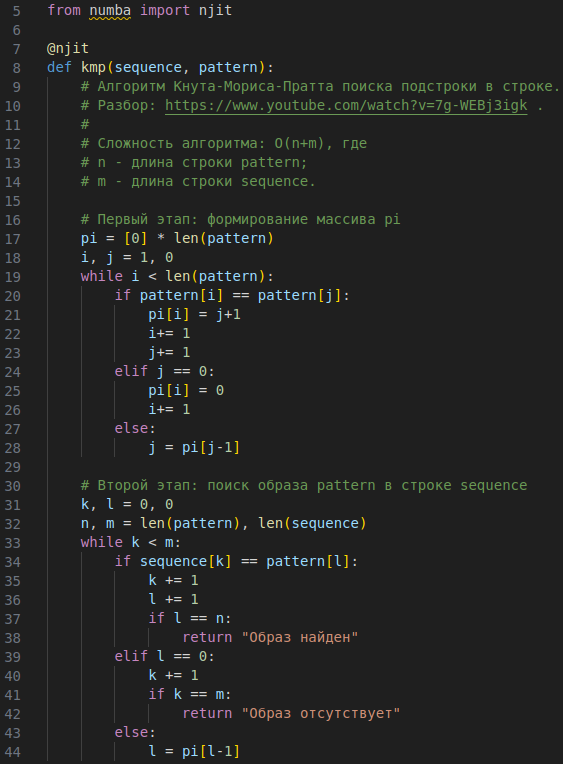 5 from numba import njit
6
7 @njit
8 def kmp(sequence, pattern):
9     # Алгоритм Кнута-Мориса-Пратта поиска подстроки в строке.
10     # Разбор: https://www.youtube.com/watch?v=7g-WEBj3igk .
11     #
12     # Сложность алгоритма: O(n+m), где
13     # n - длина строки pattern;
14     # m - длина строки sequence.
15
16     # Первый этап: формирование массива pi
17     pi = [0] * len(pattern)
18     i, j = 1, 0
19     while i < len(pattern):
20         if pattern[i] == pattern[j]:
21             pi[i] = j+1
22             i+= 1
23             j+= 1
24         elif j == 0:
25             pi[i] = 0
26             i+= 1
27         else:
28             j = pi[j-1]
29
30     # Второй этап: поиск образа pattern в строке sequence
31     k, l = 0, 0
32     n, m = len(pattern), len(sequence)
33     while k < m:
34         if sequence[k] == pattern[l]:
35             k += 1
36             l += 1
37             if l == n:
38                 return "Образ найден"
39         elif l == 0:
40             k += 1
41             if k == m:
42                 return "Образ отсутствует"
43         else:
44             l = pi[l-1]